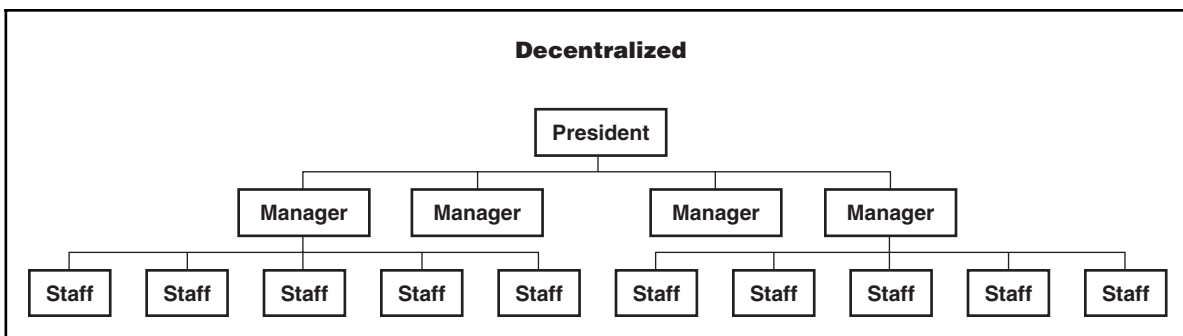 Decentralized
President
Manager Manager Manager Manager
Staff Staff Staff Staff Staff Staff Staff Staff Staff Staff